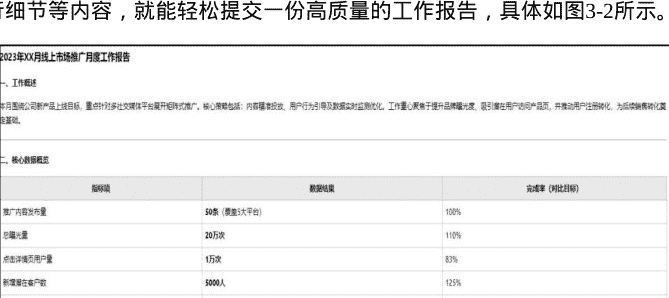 行细节等内容，就能轻松提交一份高质量的工作报告，具体如图3-2所示。
2023年XX月线上市场推广月度工作报告
一、工作概述
本月围绕公司新产品上线目标，重点针对多社交媒体平台展开矩阵式推广。核心策略包括：内容精准投放、用户行为引导及数据实时监测优化。工作重心聚焦于提升品牌曝光度、吸引潜在用户访问产品页，并推动用户注册转化，为后续销售转化奠
定基础。
二、核心数据概览
指标项 数据结果 完成率（对比目标）
推广内容发布量 50条（覆盖5大平台） 100%
总曝光量 20万次 110%
点击详情页用户量 1万次 83%
新增潜在客户数 5000人 125%